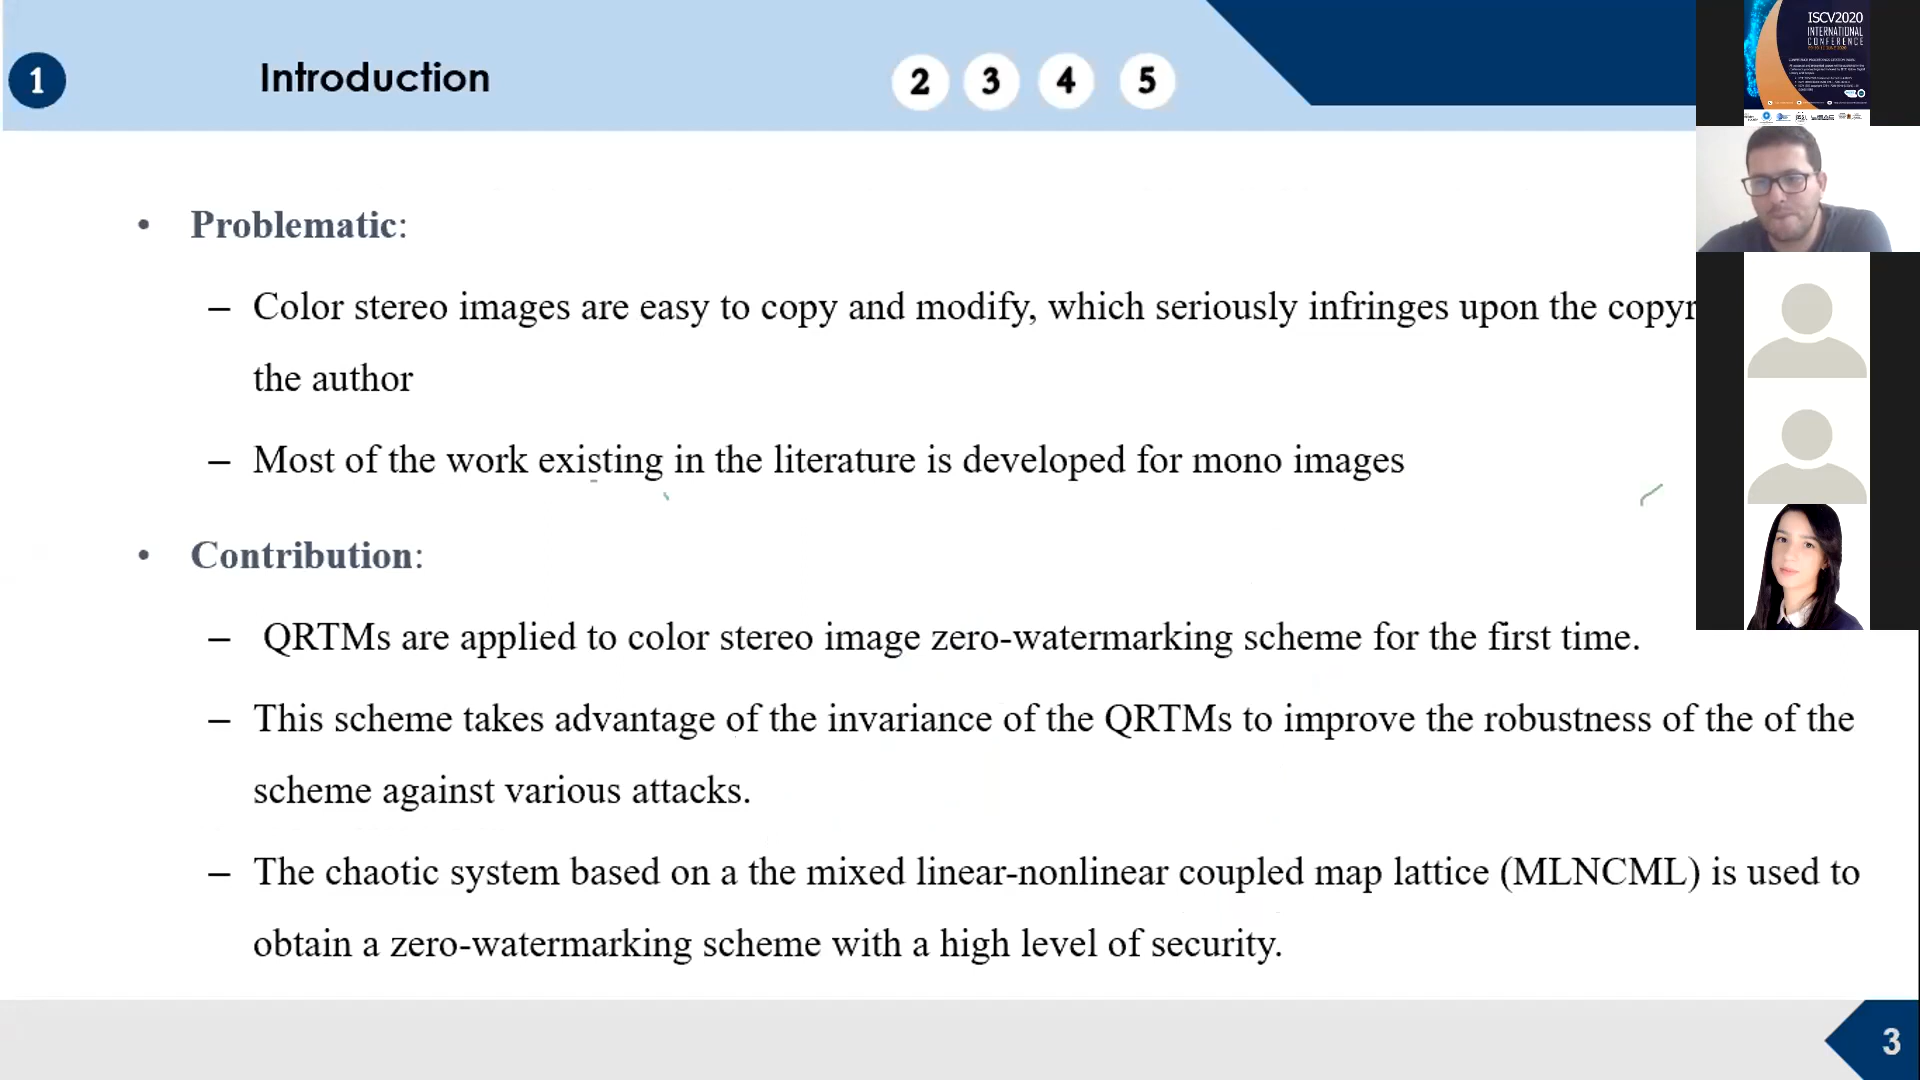 1 Introduction 2 3 4 5
ISCV2020
INTERNATIONAL
CONFERENCE
• Problematic:
– Color stereo images are easy to copy and modify, which seriously infringes upon the copyr
the author
– Most of the work existing in the literature is developed for mono images
• Contribution:
– QRTMs are applied to color stereo image zero-watermarking scheme for the first time.
– This scheme takes advantage of the invariance of the QRTMs to improve the robustness of the of the
scheme against various attacks.
– The chaotic system based on a the mixed linear-nonlinear coupled map lattice (MLNCML) is used to
obtain a zero-watermarking scheme with a high level of security.
3